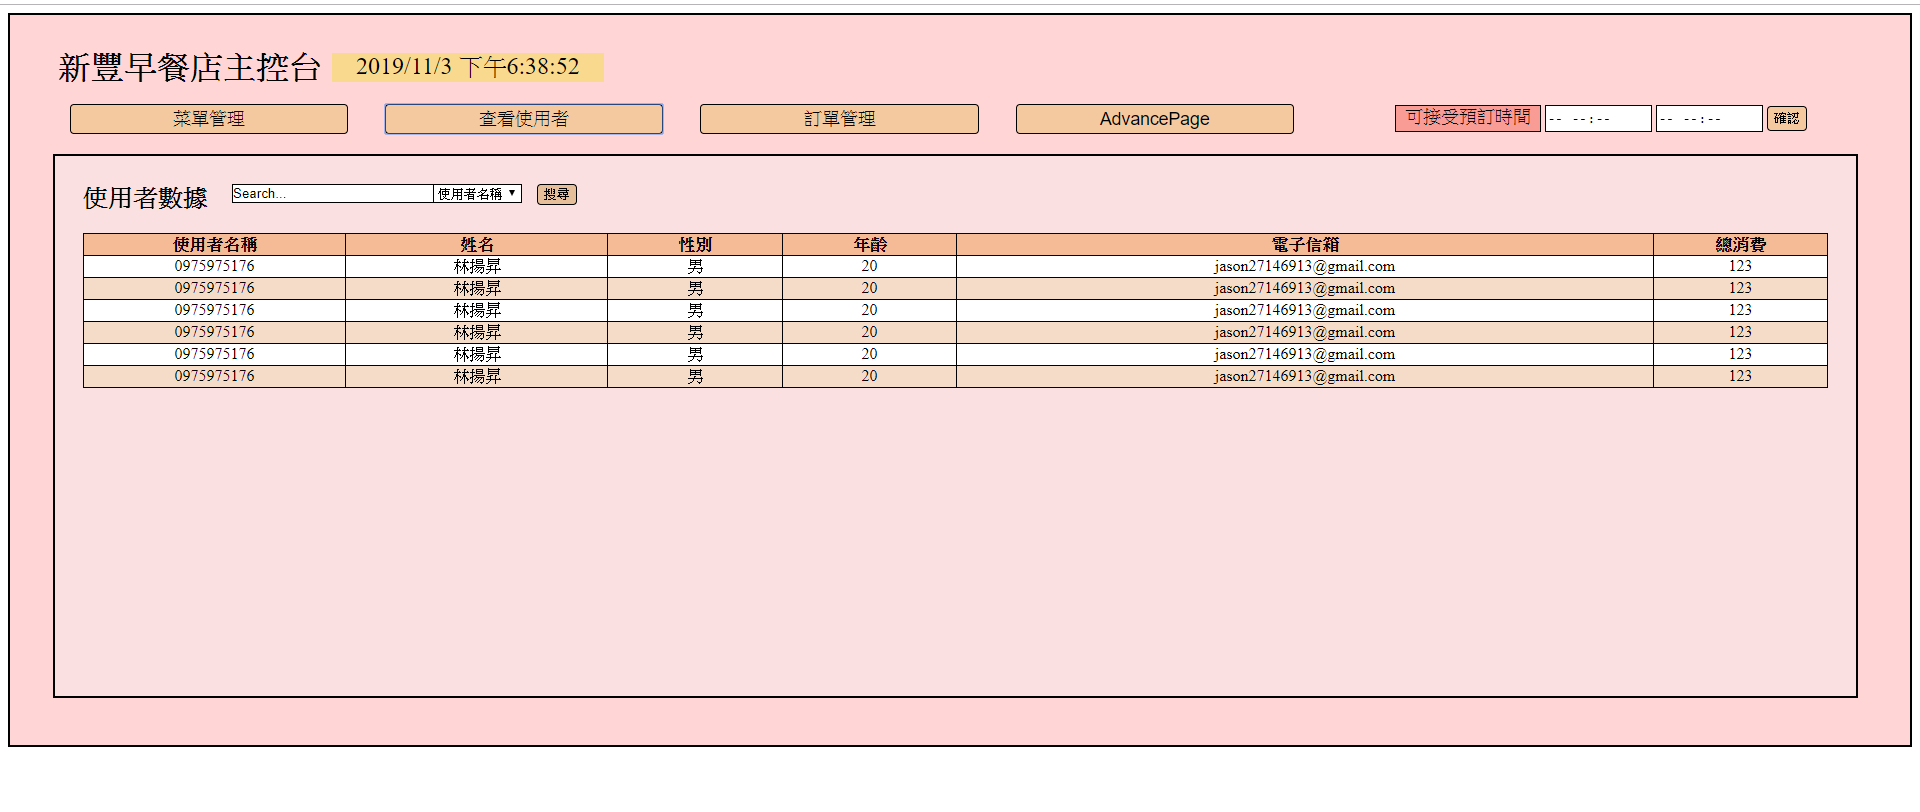 新豐早餐店主控台 2019/11/3 下午6:38:52
菜單管理 查看使用者 訂單管理 AdvancePage 可接受預訂時間 -- --:-- -- --:-- 確認
使用者數據 Search... 使用者名稱 ▼ 搜尋
使用者名稱 姓名 性別 年齡 電子信箱 總消費
0975975176 林揚昇 男 20 jason27146913@gmail.com 123
0975975176 林揚昇 男 20 jason27146913@gmail.com 123
0975975176 林揚昇 男 20 jason27146913@gmail.com 123
0975975176 林揚昇 男 20 jason27146913@gmail.com 123
0975975176 林揚昇 男 20 jason27146913@gmail.com 123
0975975176 林揚昇 男 20 jason27146913@gmail.com 123